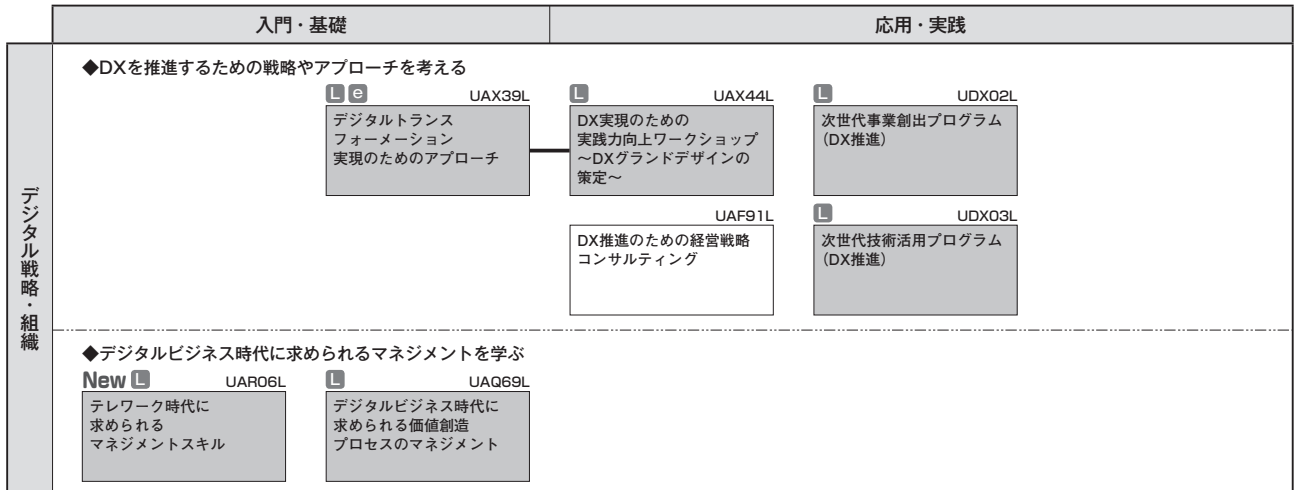 入門・基礎
応用・実践
デジタル戦略・組織
◆DXを推進するための戦略やアプローチを考える
L e UAX39L
デジタルトランス
フォーメーション
実現のためのアプローチ
L UAX44L
DX実現のための
実践力向上ワークショップ
~DXグランドデザインの
策定~
L UDX02L
次世代事業創出プログラム
(DX推進)
UAF91L
DX推進のための経営戦略
コンサルティング
L UDX03L
次世代技術活用プログラム
(DX推進)
◆デジタルビジネス時代に求められるマネジメントを学ぶ
New L UAR06L
テレワーク時代に
求められる
マネジメントスキル
L UAQ69L
デジタルビジネス時代に
求められる価値創造
プロセスのマネジメント